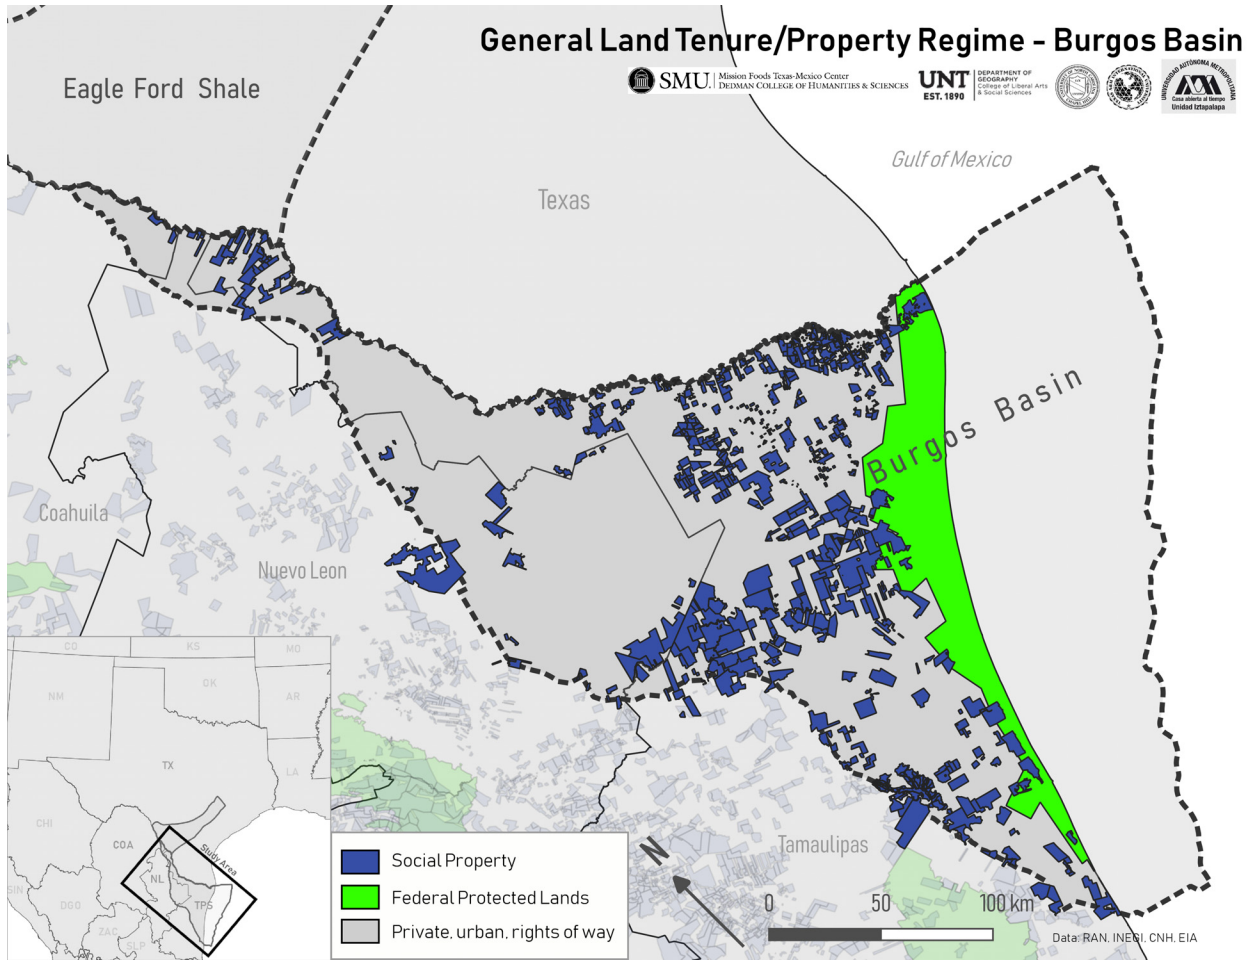 General Land Tenure/Property Regime - Burgos Basin
SMU.
Mission Foods Texas-Mexico Center
DEDMAN COLLEGE OF HUMANITIES & SCIENCES
UNT
EST. 1890
DEPARTMENT OF
GEOGRAPHY
College of Liberal Arts
& Social Sciences
UNIVERSIDAD AUTÓNOMA METROPOLITANA
Casa abierta al tiempo
Unidad Iztapalapa
Eagle Ford Shale
Gulf of Mexico
Texas
Burgos Basin
Coahuila
Nuevo Leon
Tamaulipas
CO
KS
MO
NM
OK
AR
TX
LA
CHI
COA
Study Area
NL
TPS
SIN
DGO
ZAC
SLP
Social Property
Federal Protected Lands
Private, urban, rights of way
N
0
50
100 km
Data: RAN, INEGI, CNH, EIA